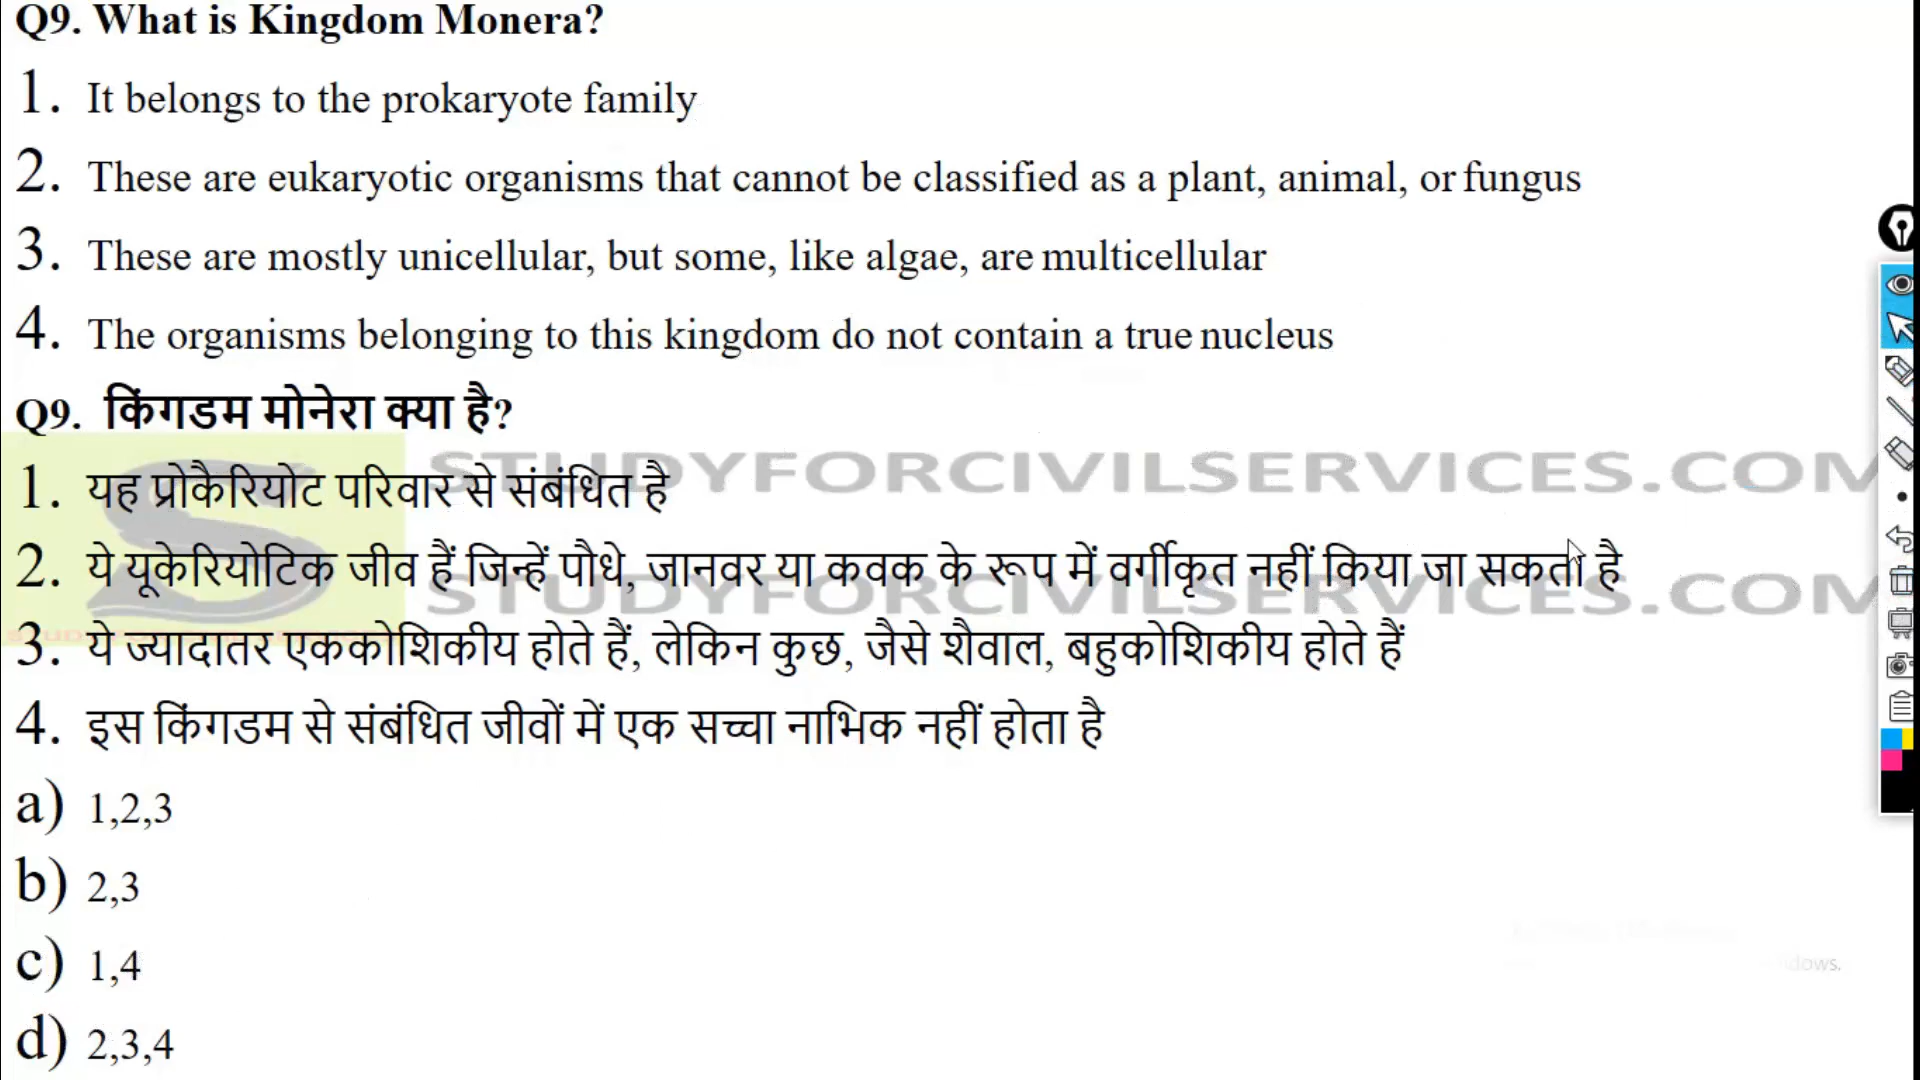 Q9. What is Kingdom Monera?
1. It belongs to the prokaryote family
2. These are eukaryotic organisms that cannot be classified as a plant, animal, or fungus
3. These are mostly unicellular, but some, like algae, are multicellular
4. The organisms belonging to this kingdom do not contain a true nucleus
Q9. किंगडम मोनेरा क्या है?
STUDYFORCIVILSERVICES.COM
1. यह प्रोकैरियोट परिवार से संबंधित है
2. ये यूकेरियोटिक जीव हैं जिन्हें पौधे, जानवर या कवक के रूप में वर्गीकृत नहीं किया जा सकता है
STUDYFORCIVILSERVICES.COM
3. ये ज्यादातर एककोशिकीय होते हैं, लेकिन कुछ, जैसे शैवाल, बहुकोशिकीय होते हैं
4. इस किंगडम से संबंधित जीवों में एक सच्चा नाभिक नहीं होता है
a) 1,2,3
b) 2,3
c) 1,4
d) 2,3,4